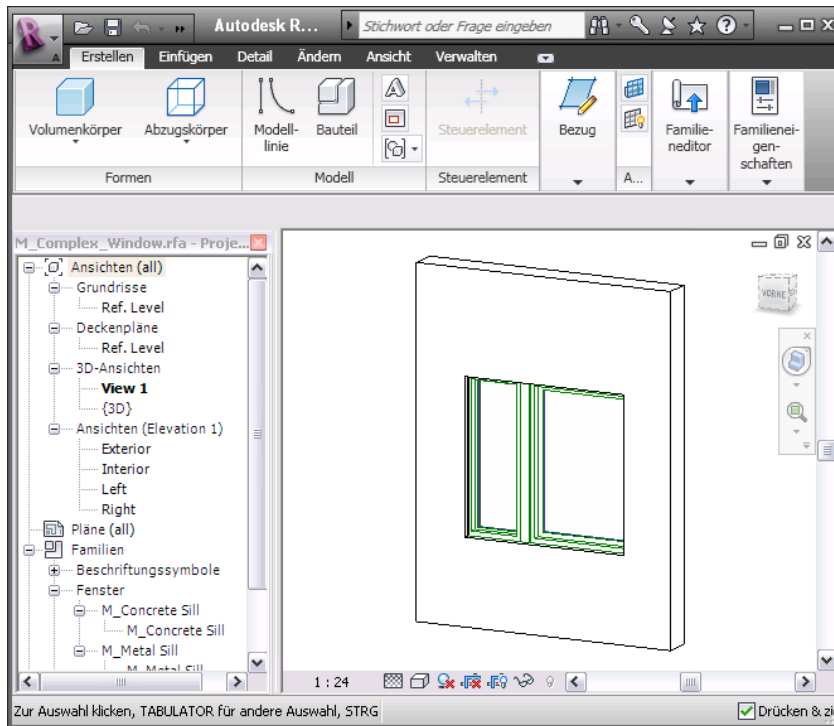 Autodesk R... Stichwort oder Frage eingeben
A Erstellen Einfügen Detail Ändern Ansicht Verwalten
Volumenkörper Abzugskörper Modell-
linie Bauteil Steuerelement Bezug Familie-
neditor Familienei-
gen-
schaften
Formen Modell Steuerelement A...
M_Complex_Window.rfa - Proje...
Ansichten (all)
Grundrisse
Ref. Level
Deckenpläne
Ref. Level
3D-Ansichten
View 1
{3D}
Ansichten (Elevation 1)
Exterior
Interior
Left
Right
Pläne (all)
Familien
Beschriftungssymbole
Fenster
M_Concrete Sill
M_Concrete Sill
M_Metal Sill
M_Metal Sill
VORNE
1 : 24
Zur Auswahl klicken, TABULATOR für andere Auswahl, STRG Drücken & zi